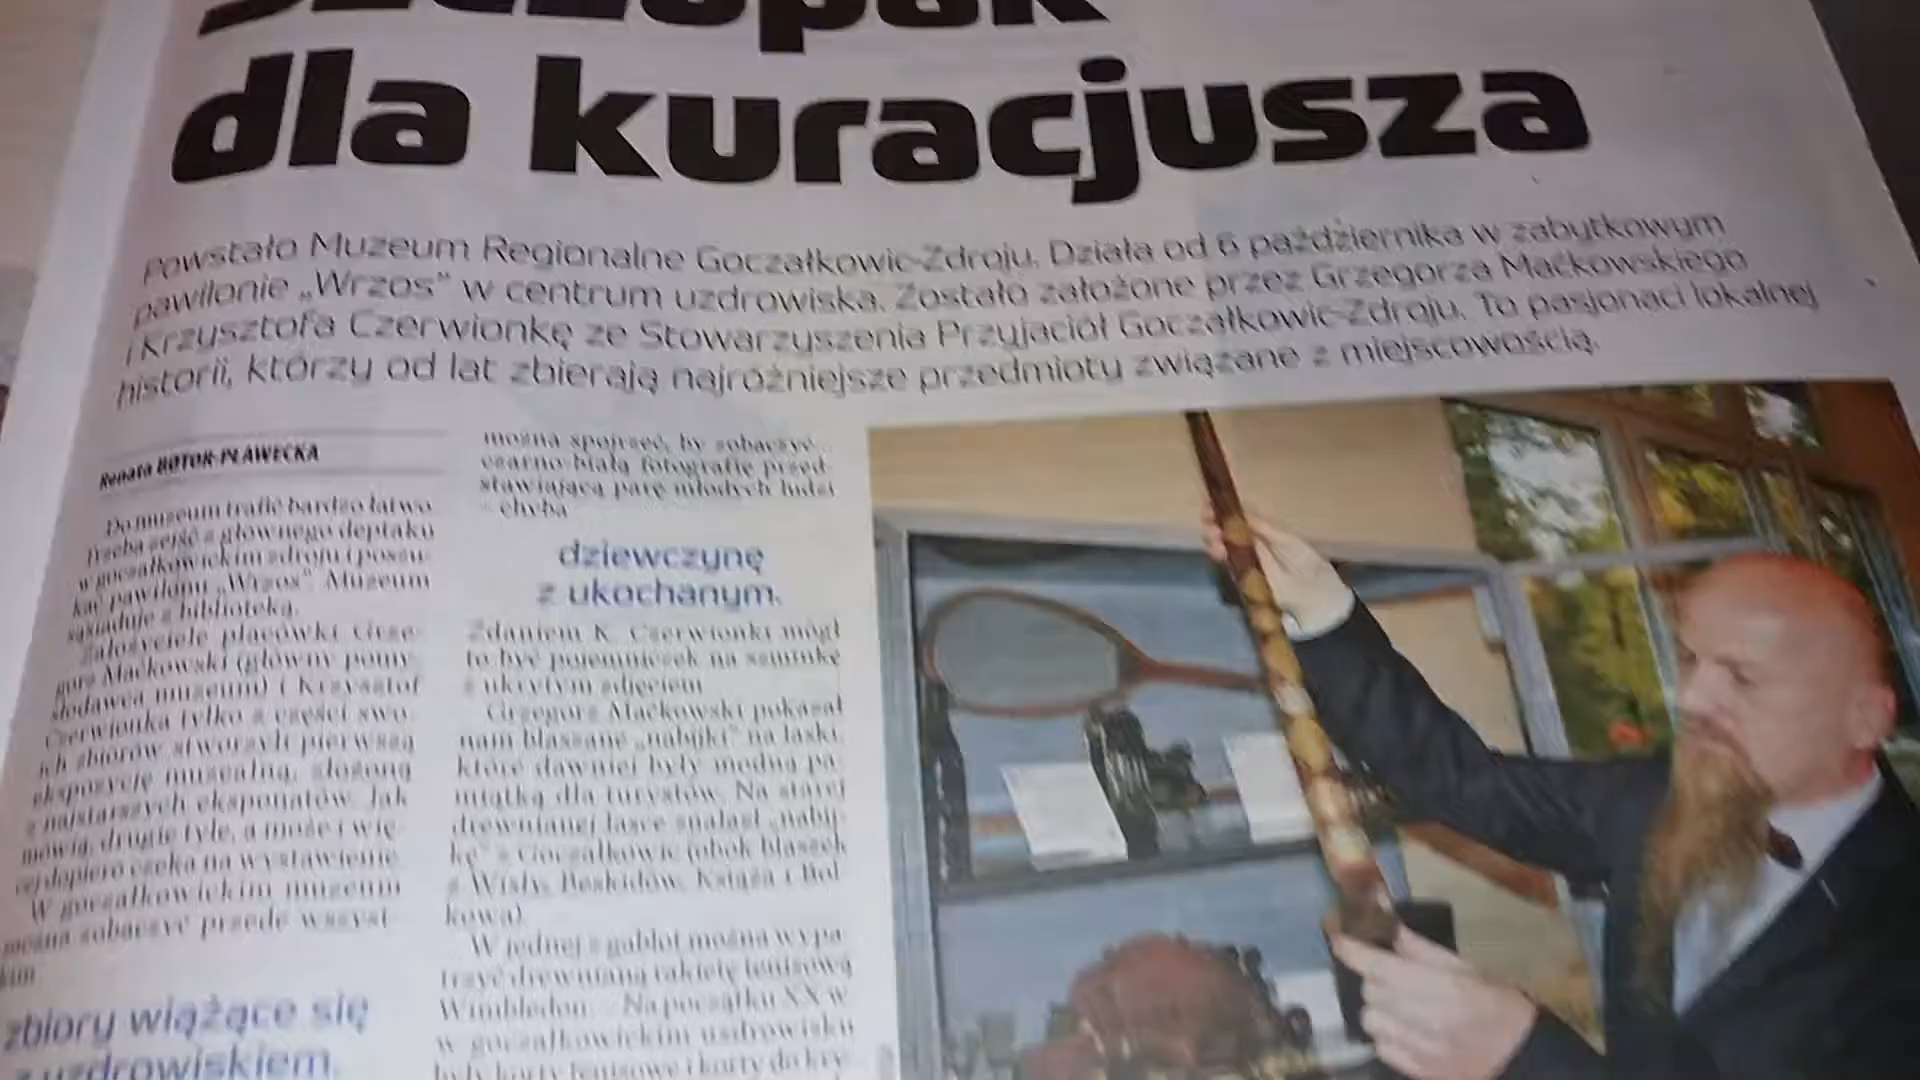 dla kuracjusza
Powstało Muzeum Regionalne Goczałkowic-Zdroju. Działa od 6 października w zabytkowym
pawilonie „Wrzos” w centrum uzdrowiska. Zostało założone przez Grzegorza Maćkowskiego
i Krzysztofa Czerwionkę ze Stowarzyszenia Przyjaciół Goczałkowic-Zdroju. To pasjonaci lokalnej
historii, którzy od lat zbierają najróżniejsze przedmioty związane z miejscowością.
Renata BOTOR-PŁAWECKA
Do muzeum trafić bardzo łatwo.
Trzeba zejść z głównego deptaku
w goczałkowickim zdroju i poszu-
kać pawilonu „Wrzos”. Muzeum
sąsiaduje z biblioteką.
Założyciele placówki Grze-
gorz Maćkowski (główny pomy-
słodawca muzeum) i Krzysztof
Czerwionka tylko z części swo-
ich zbiorów stworzyli pierwszą
ekspozycję muzealną, złożoną
z najstarszych eksponatów. Jak
mówią, drugie tyle, a może i wię-
cej dopiero czeka na wystawienie.
W goczałkowickim muzeum
można zobaczyć przede wszyst-
kim
zbiory wiążące się
z uzdrowiskiem.
można spojrzeć, by zobaczyć...
czarno-białą fotografię przed-
stawiającą parę młodych ludzi
– chyba
dziewczynę
z ukochanym.
Zdaniem K. Czerwionki mógł
to być pojemniczek na szminkę
z ukrytym zdjęciem
Grzegorz Maćkowski pokazał
nam blaszane „nabijki” na laski,
które dawniej były modną pa-
miątką dla turystów. Na starej
drewnianej lasce znalazł „nabij-
kę” z Goczałkowic (obok blaszek
z Wisły, Beskidów, Książa i Bol-
kowa).
W jednej z gablot można wypa-
trzyć drewnianą rakietę tenisową
Wimbledon. – Na początku XX w.
w goczałkowickim uzdrowisku
były korty tenisowe i korty do kry-